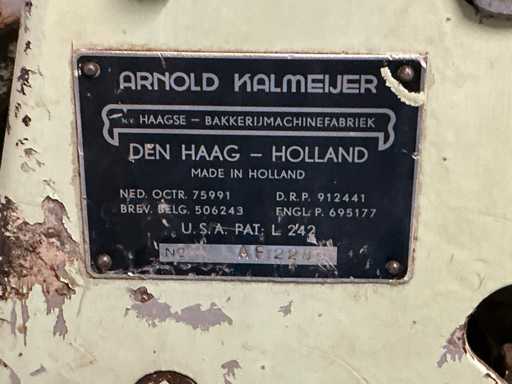 ARNOLD KALMEIJER
N.V. HAAGSE – BAKKERIJMACHINEFABRIEK
DEN HAAG – HOLLAND
MADE IN HOLLAND
NED. OCTR. 75991 D.R.P. 912441
BREV. BELG. 506243 ENGL. P. 695177
U.S.A. PAT. L 242
No